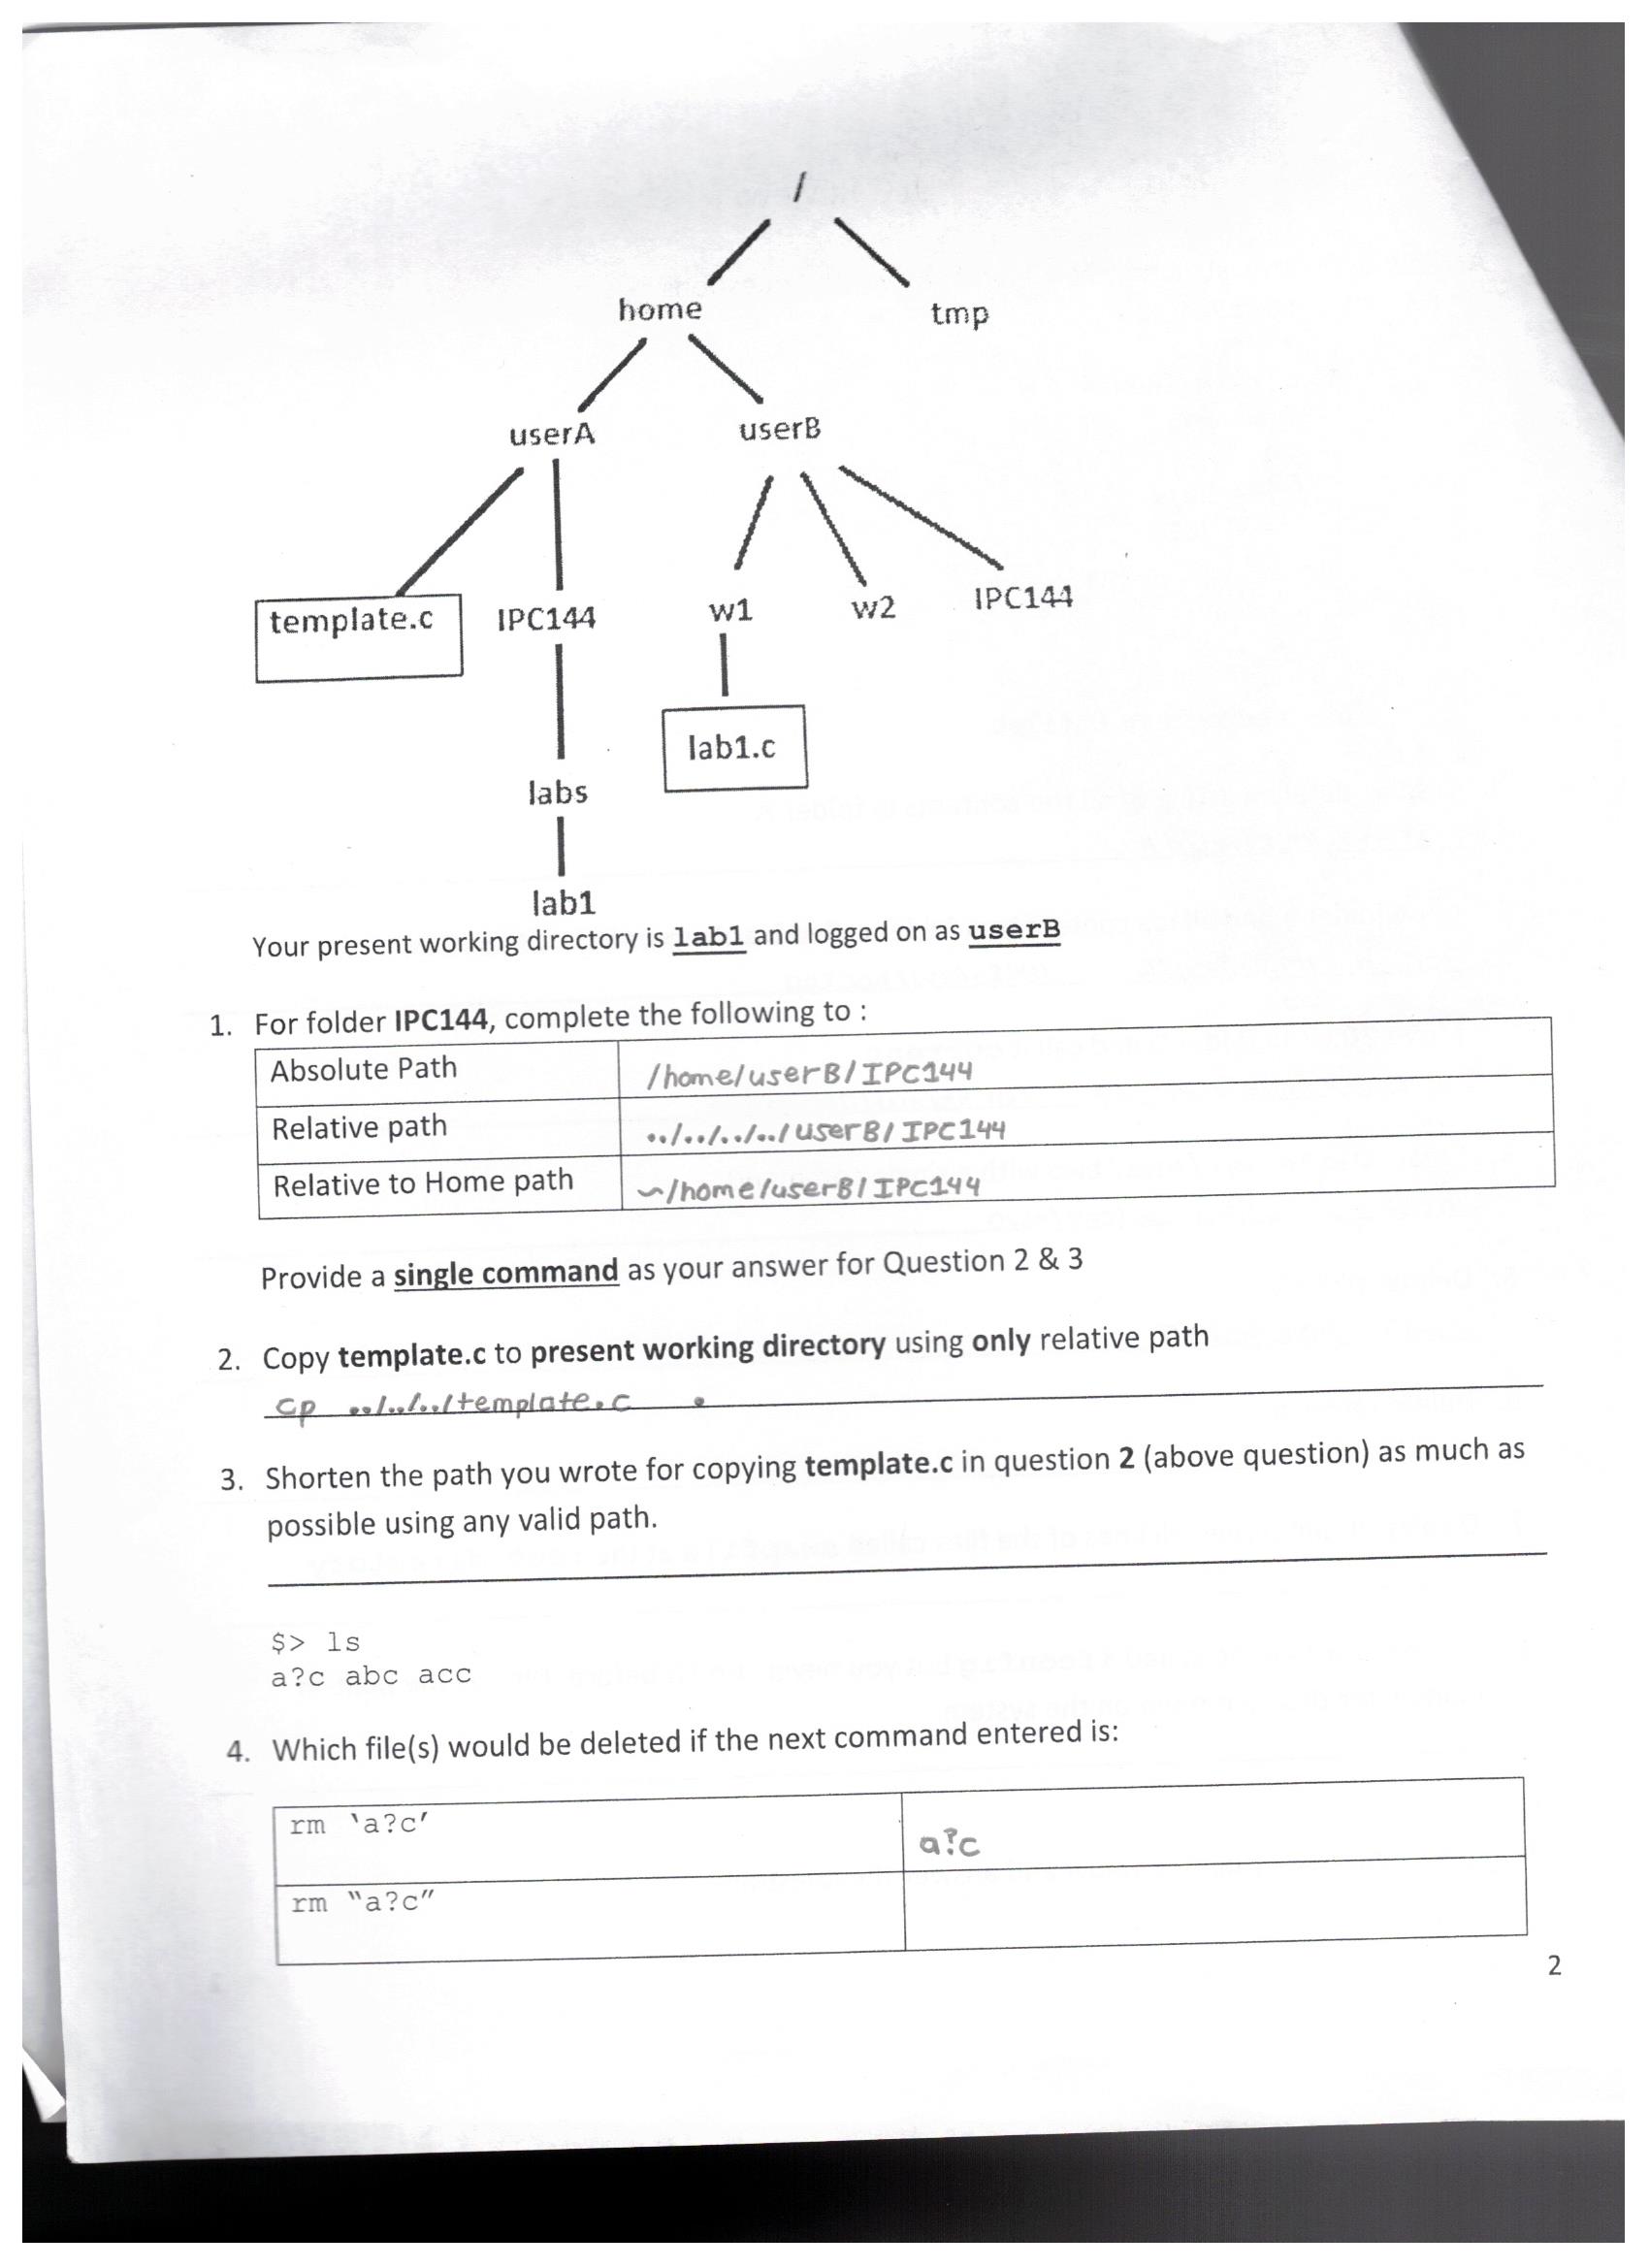 /
home tmp
userA userB
template.c IPC144 w1 w2 IPC144
lab1.c
labs
lab1
Your present working directory is lab1 and logged on as userB
1. For folder IPC144, complete the following to :
Absolute Path /home/userB/IPC144
Relative path ../../../../userB/IPC144
Relative to Home path ~/home/userB/IPC144
Provide a single command as your answer for Question 2 & 3
2. Copy template.c to present working directory using only relative path
cp ../../../template.c .
3. Shorten the path you wrote for copying template.c in question 2 (above question) as much as
possible using any valid path.
$> ls
a?c abc acc
4. Which file(s) would be deleted if the next command entered is:
rm 'a?c' a?c
rm "a?c"
2